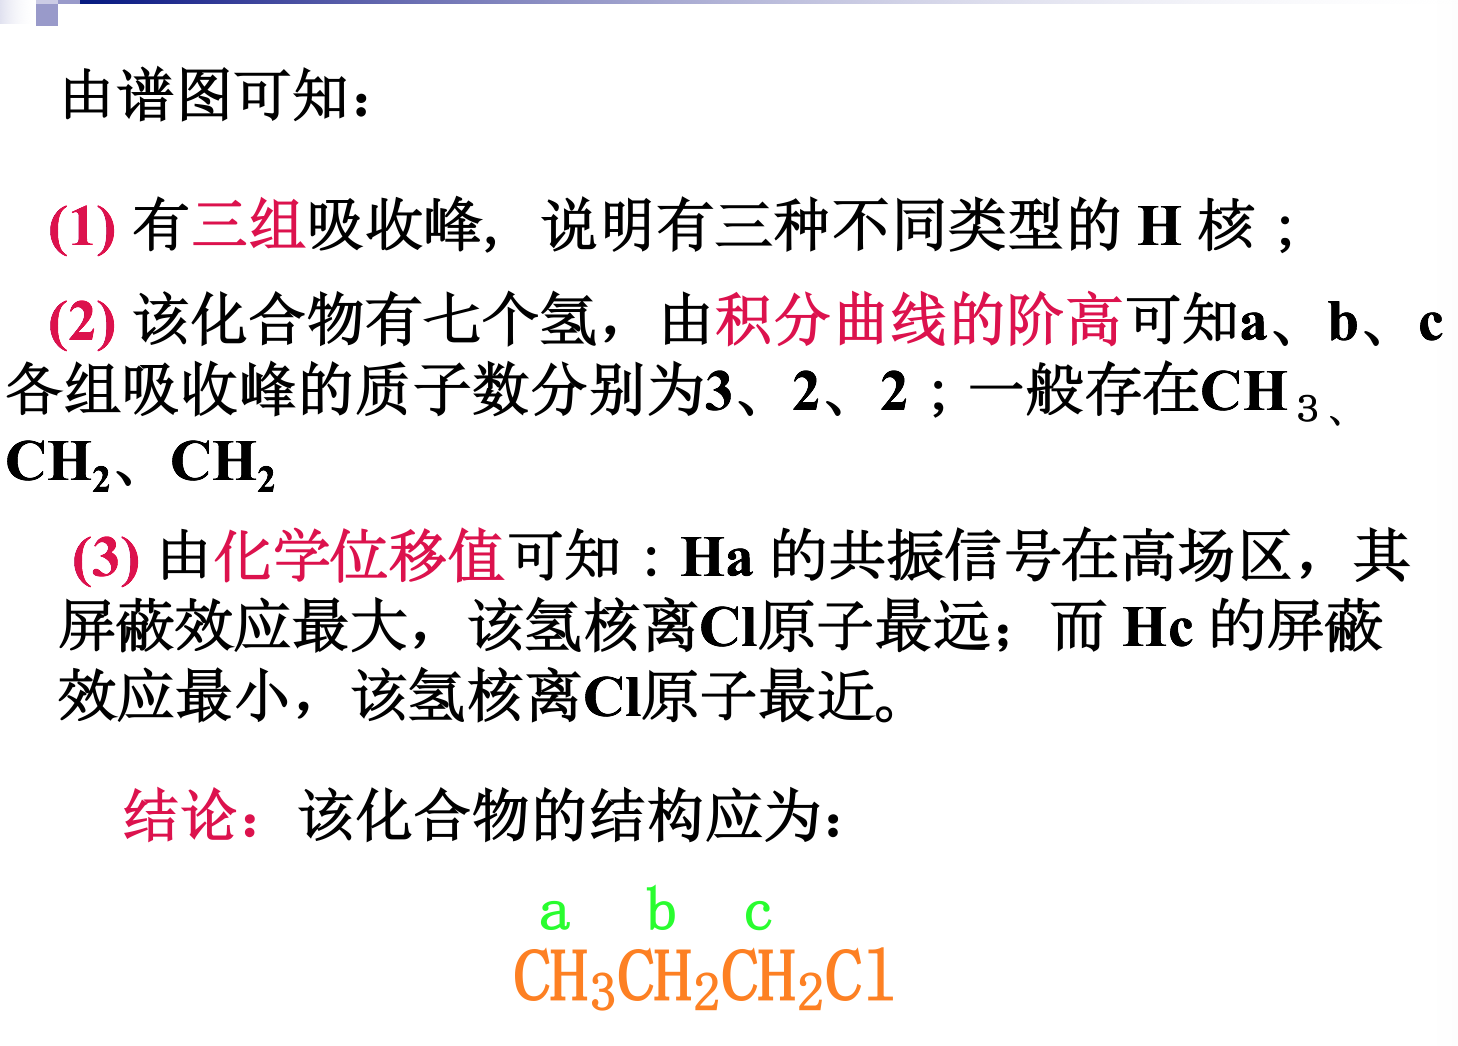 由谱图可知：
(1) 有三组吸收峰, 说明有三种不同类型的 H 核；
(2) 该化合物有七个氢，由积分曲线的阶高可知a、b、c
各组吸收峰的质子数分别为3、2、2；一般存在CH₃、
CH₂、CH₂
(3) 由化学位移值可知：Ha 的共振信号在高场区，其
屏蔽效应最大，该氢核离Cl原子最远；而 Hc 的屏蔽
效应最小，该氢核离Cl原子最近。
结论：该化合物的结构应为：
a b c
CH₃CH₂CH₂Cl